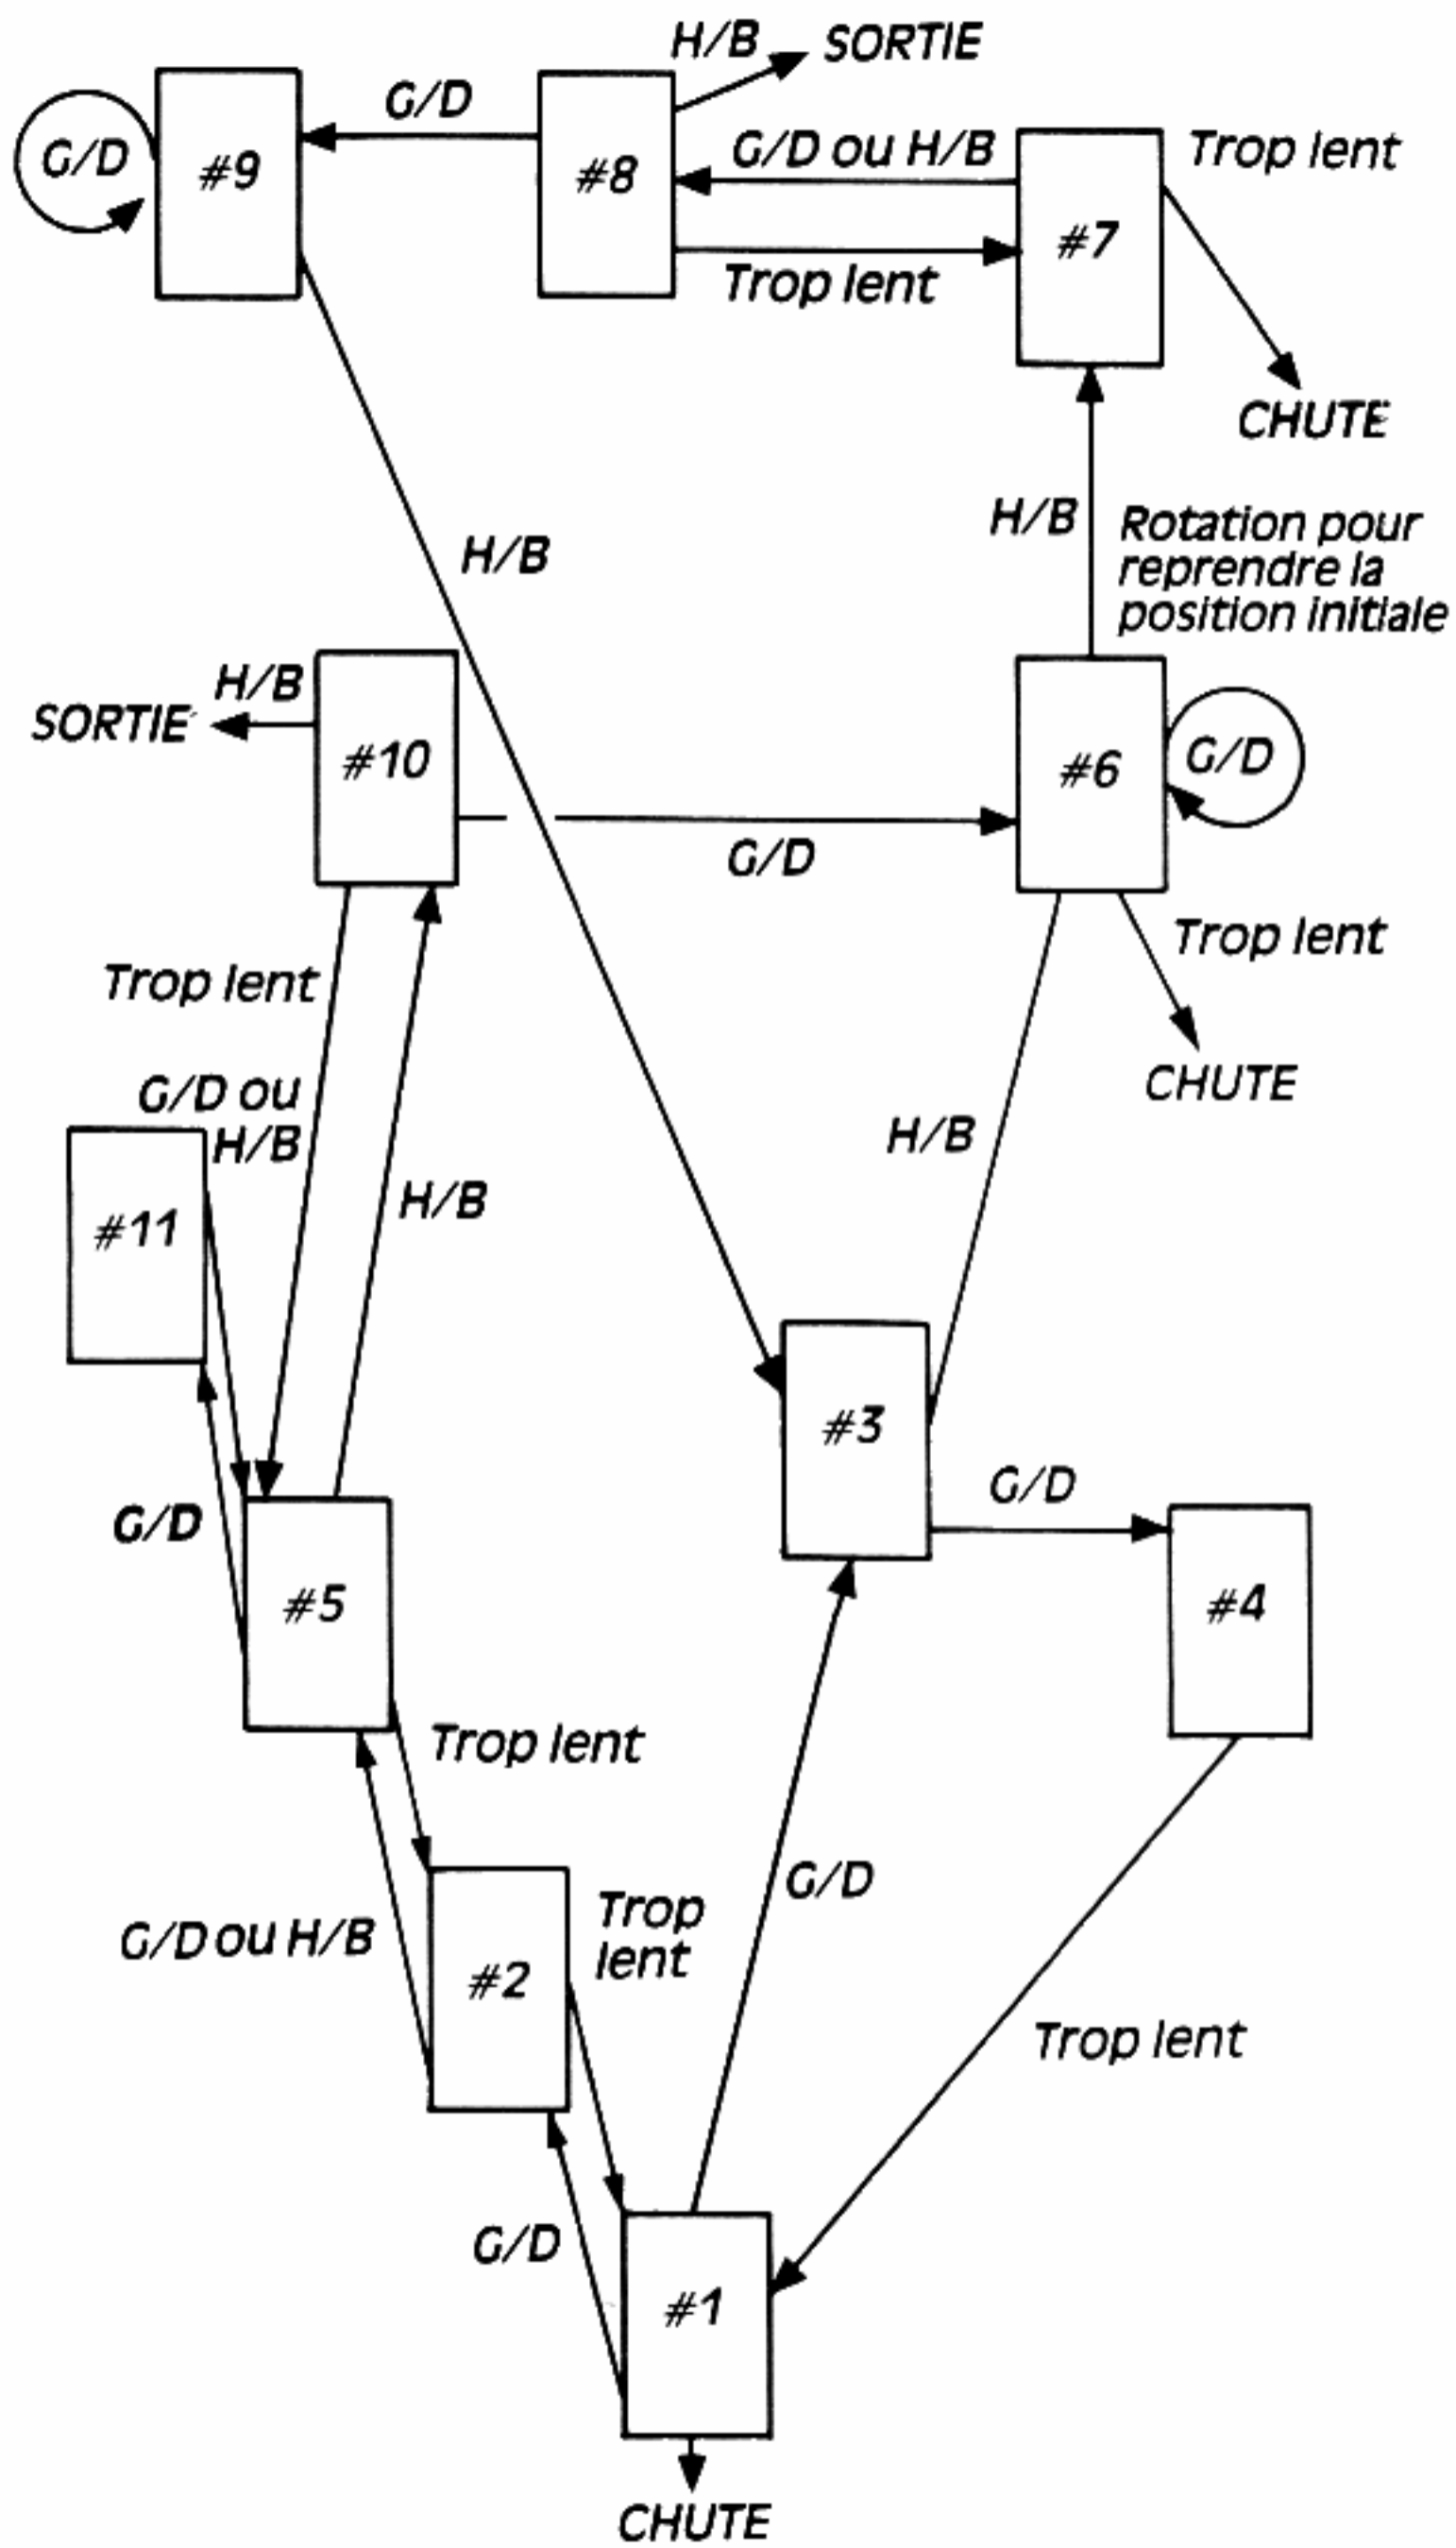 H/B
SORTIE
G/D
G/D
#9
#8
G/D ou H/B
Trop lent
#7
Trop lent
CHUTE
H/B
H/B
Rotation pour
reprendre la
position initiale
H/B
SORTIE
#10
#6
G/D
G/D
Trop lent
Trop lent
CHUTE
G/D ou
H/B
H/B
H/B
#11
#3
G/D
G/D
#5
#4
Trop lent
G/D
Trop
lent
G/D ou H/B
#2
Trop lent
G/D
#1
CHUTE